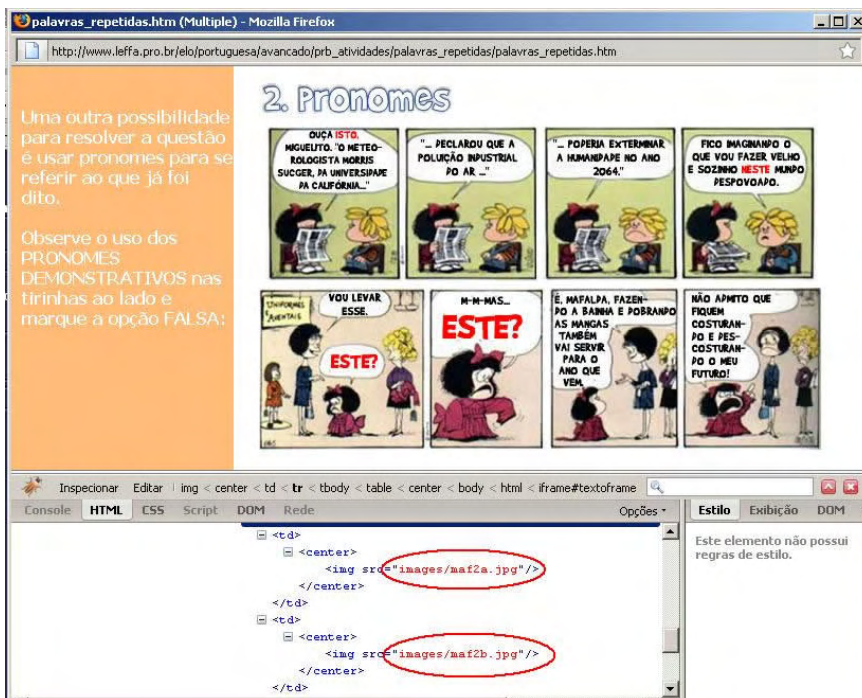 palavras_repetidas.htm (Multiple) - Mozilla Firefox
http://www.leffa.pro.br/elo/portuguesa/avancado/prb_atividades/palavras_repetidas/palavras_repetidas.htm
Uma outra possibilidade
para resolver a questão
é usar pronomes para se
referir ao que já foi
dito.
Observe o uso dos
PRONOMES
DEMONSTRATIVOS nas
tirinhas ao lado e
marque a opção FALSA:
2. Pronomes
OUÇA ISTO,
MIGUELITO. "O METEO-
ROLOGISTA MORRIS
SUCGER, DA UNIVERSIDADE
DA CALIFÓRNIA..."
"... DECLAROU QUE A
POLUIÇÃO INDUSTRIAL
DO AR ..."
"... PODERIA EXTERMINAR
A HUMANIDADE NO ANO
2064."
FICO IMAGINANDO O
QUE VOU FAZER VELHO
E SOZINHO NESTE MUNDO
DESPOVOADO.
UNIFORMES
E AVENTAIS
VOU LEVAR
ESSE.
ESTE?
M-M-MAS...
ESTE?
É, MAFALDA, FAZEN-
DO A BAINHA E DOBRANDO
AS MANGAS
TAMBÉM
VAI SERVIR
PARA O
ANO QUE
VEM.
NÃO ADMITO QUE
FIQUEM
COSTURAN-
DO E DES-
COSTURAN-
DO O MEU
FUTURO!
Inspecionar Editar img < center < td < tr < tbody < table < center < body < html < iframe#textoframe
Console HTML CSS Script DOM Rede Opções Estilo Exibição DOM
<td>
<center>
<img src="images/maf2a.jpg"/>
</center>
</td>
<td>
<center>
<img src="images/maf2b.jpg"/>
</center>
</td>
Este elemento não possui
regras de estilo.